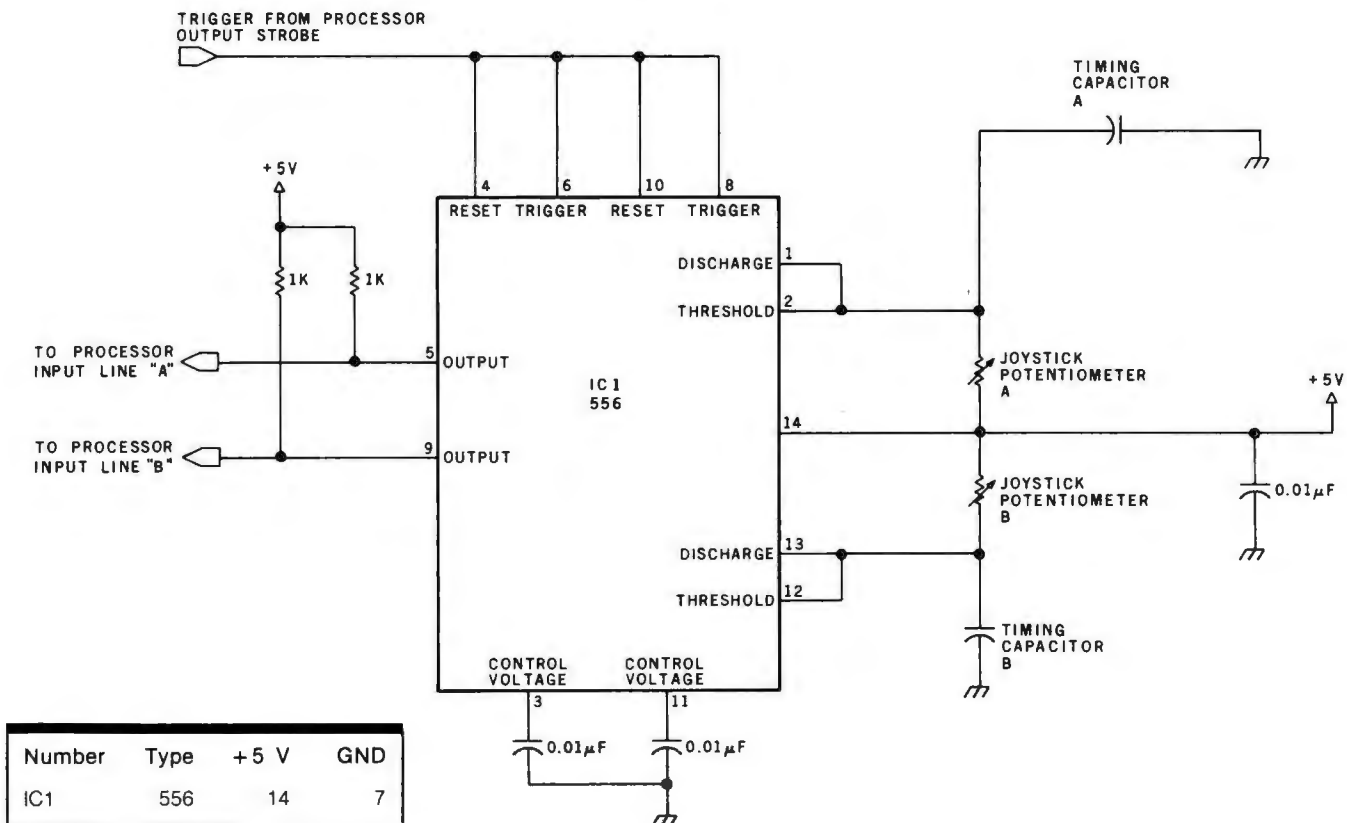 TRIGGER FROM PROCESSOR
OUTPUT STROBE
TIMING
CAPACITOR
A
+5V
4
6
10
8
RESET TRIGGER RESET TRIGGER
1K
1K
DISCHARGE
1
THRESHOLD
2
TO PROCESSOR
INPUT LINE "A"
5
OUTPUT
JOYSTICK
POTENTIOMETER
A
IC1
556
+5V
14
TO PROCESSOR
INPUT LINE "B"
9
OUTPUT
JOYSTICK
POTENTIOMETER
B
0.01µF
DISCHARGE
13
THRESHOLD
12
TIMING
CAPACITOR
B
CONTROL
VOLTAGE
CONTROL
VOLTAGE
3
11
0.01µF
0.01µF
Number Type +5 V GND
IC1 556 14 7